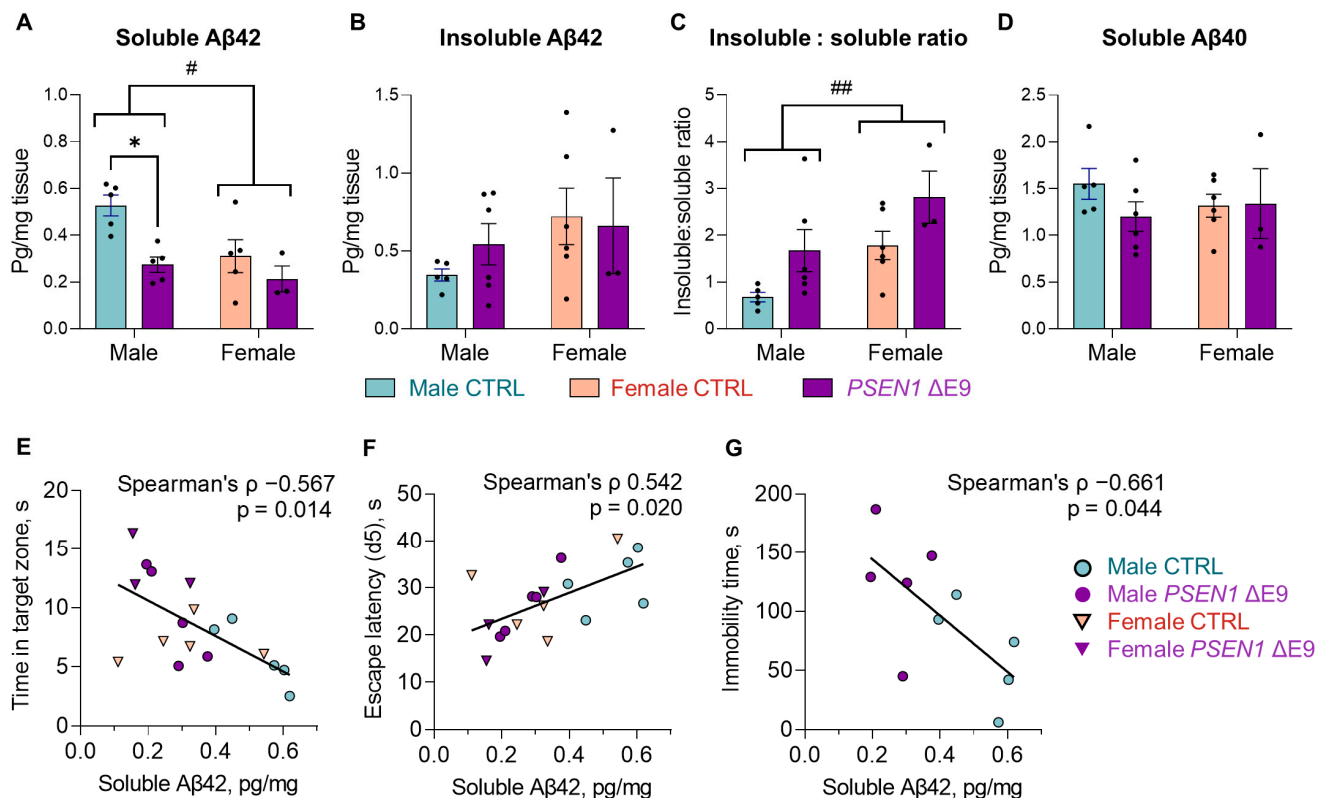 A
Soluble Aβ42
#
*
Pg/mg tissue
1.0
0.8
0.6
0.4
0.2
0.0
Male
Female
B
Insoluble Aβ42
Pg/mg tissue
1.5
1.0
0.5
0.0
Male
Female
C
Insoluble : soluble ratio
##
Insoluble:soluble ratio
5
4
3
2
1
0
Male
Female
D
Soluble Aβ40
Pg/mg tissue
2.5
2.0
1.5
1.0
0.5
0.0
Male
Female
Male CTRL
Female CTRL
PSEN1 ΔE9
E
Spearman's ρ −0.567
p = 0.014
Time in target zone, s
20
15
10
5
0
0.0
0.2
0.4
0.6
Soluble Aβ42, pg/mg
F
Spearman's ρ 0.542
p = 0.020
Escape latency (d5), s
50
40
30
20
10
0
0.0
0.2
0.4
0.6
Soluble Aβ42, pg/mg
G
Spearman's ρ −0.661
p = 0.044
Immobility time, s
200
150
100
50
0
0.0
0.2
0.4
0.6
Soluble Aβ42, pg/mg
Male CTRL
Male PSEN1 ΔE9
Female CTRL
Female PSEN1 ΔE9